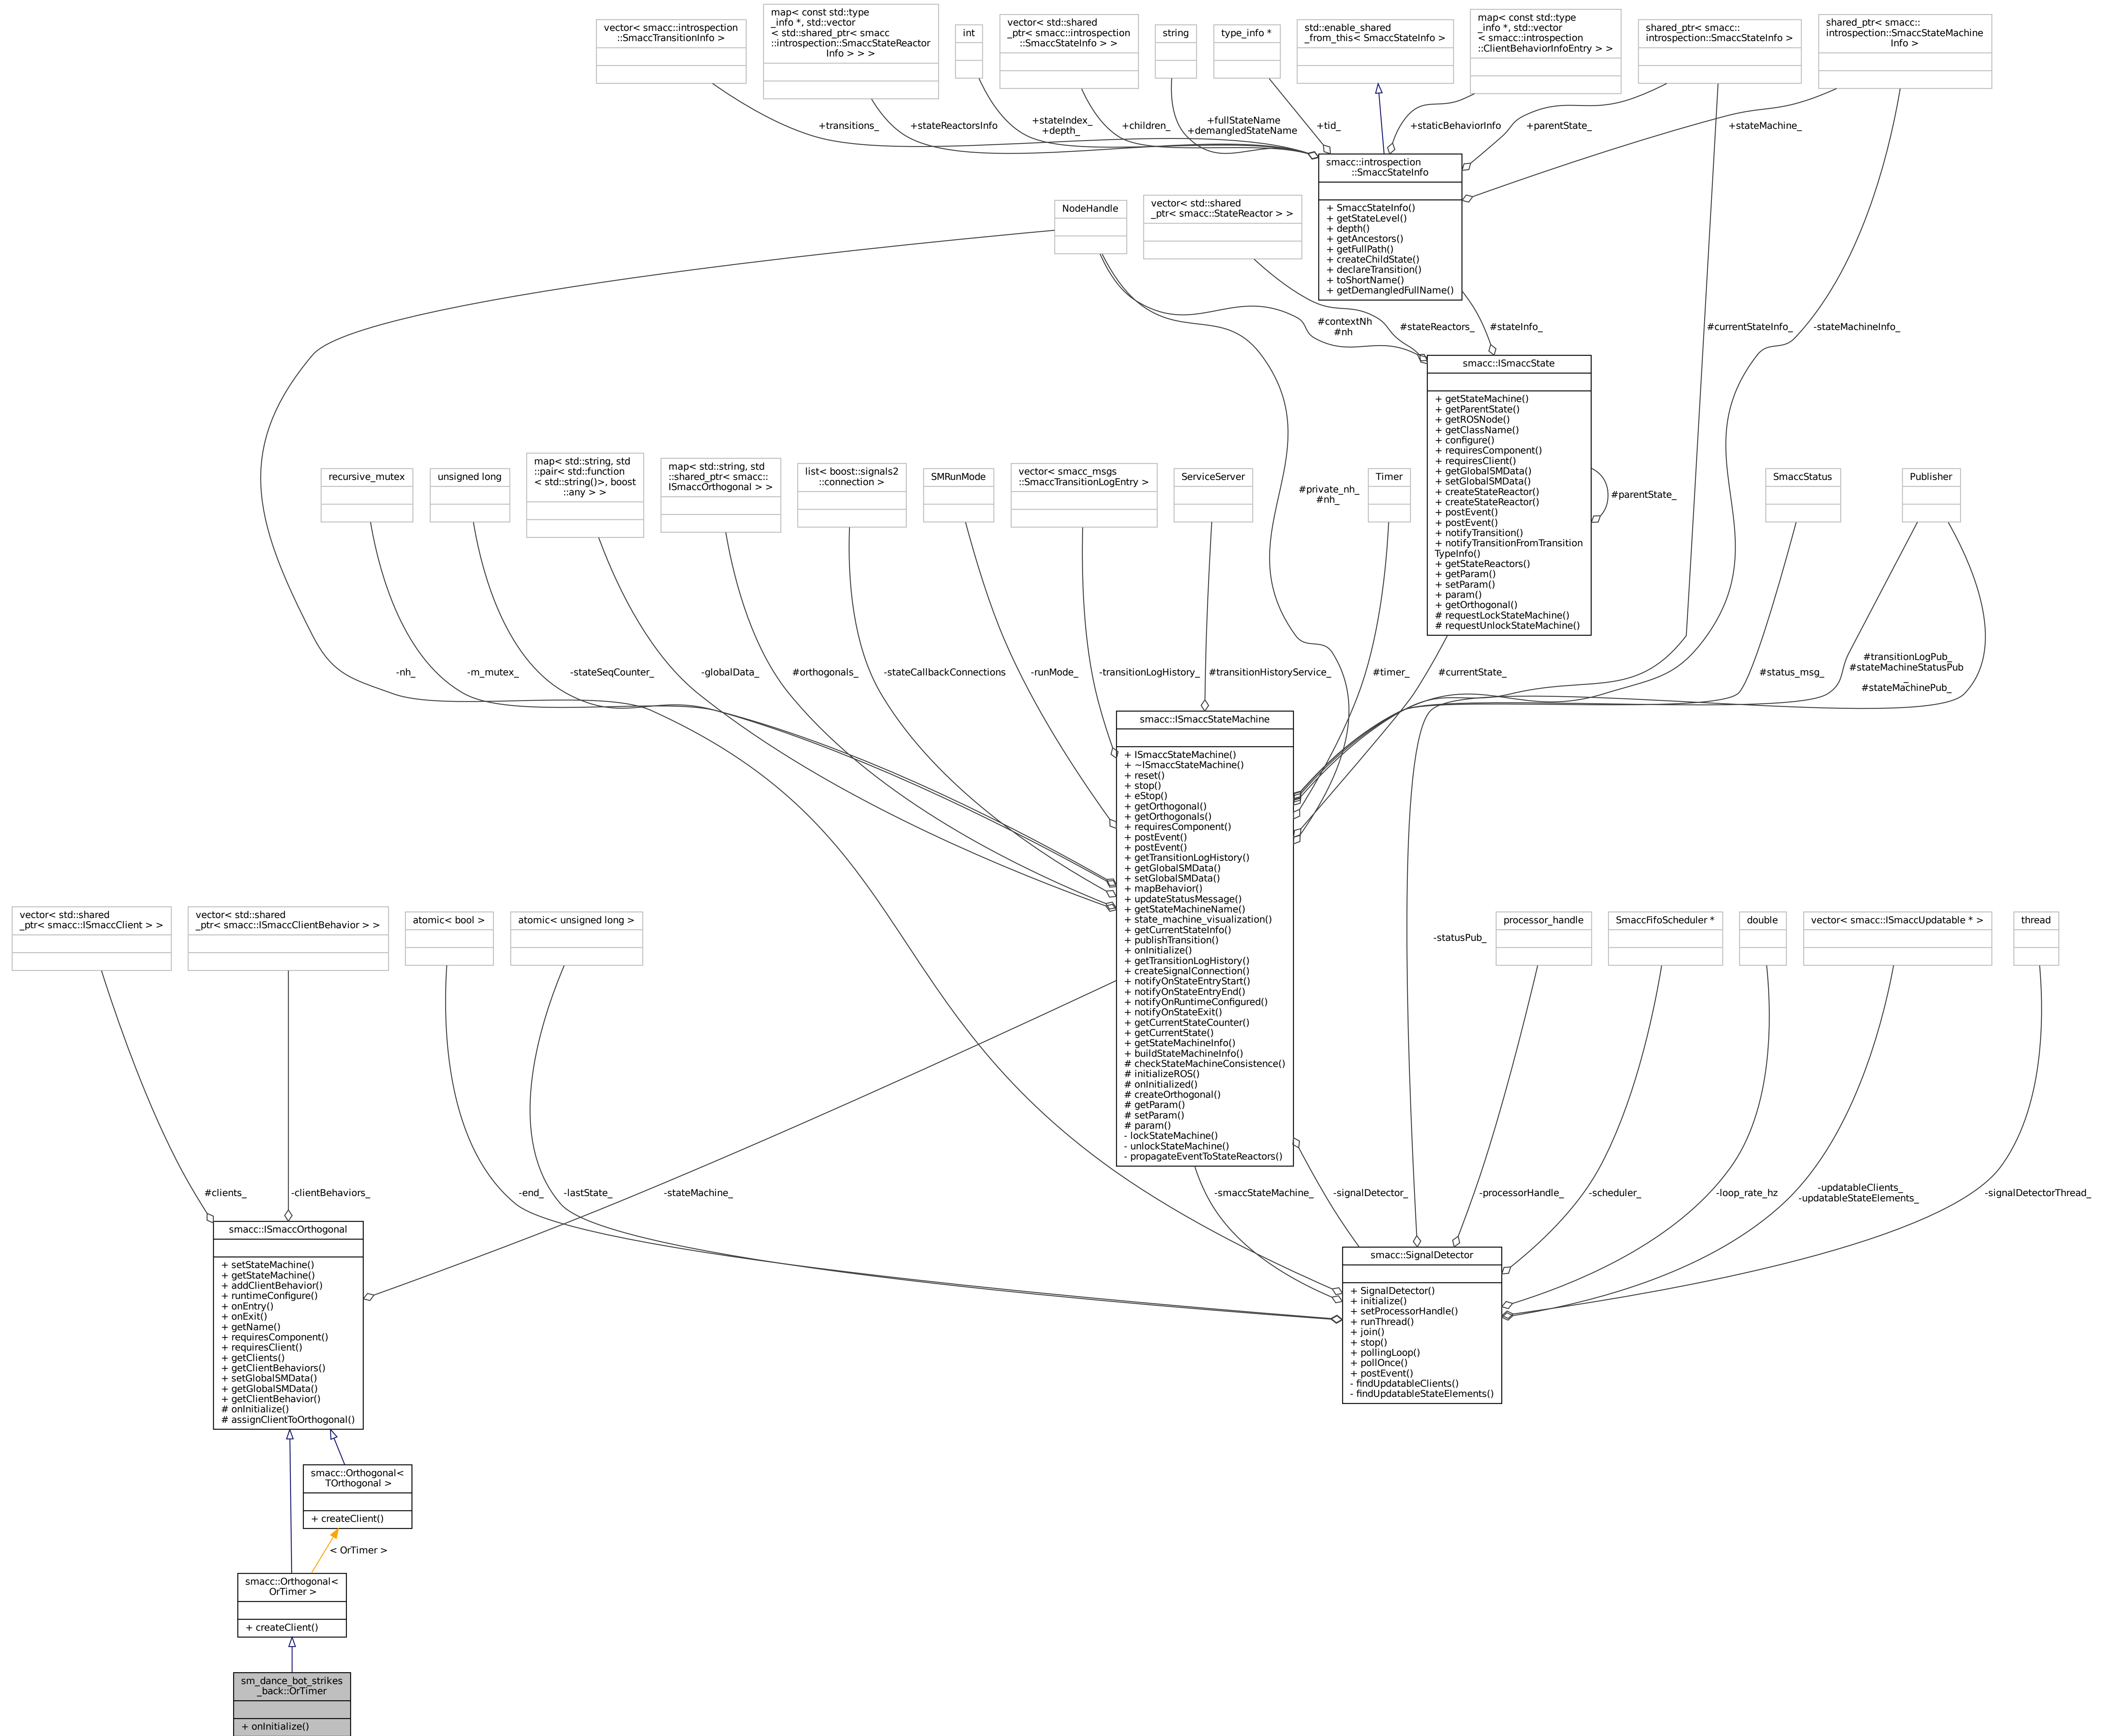 vector< smacc::introspection
::SmaccTransitionInfo >
map< const std::type
_info *, std::vector
< std::shared_ptr< smacc
::introspection::SmaccStateReactor
Info > > >
int
vector< std::shared
_ptr< smacc::introspection
::SmaccStateInfo > >
string
type_info *
std::enable_shared
_from_this< SmaccStateInfo >
map< const std::type
_info *, std::vector
< smacc::introspection
::ClientBehaviorInfoEntry > >
shared_ptr< smacc::
introspection::SmaccStateInfo >
shared_ptr< smacc::
introspection::SmaccStateMachine
Info >
+transitions_
+stateReactorsInfo
+stateIndex_
+depth_
+children_
+fullStateName
+demangledStateName
+tid_
+staticBehaviorInfo
+parentState_
+stateMachine_
smacc::introspection
::SmaccStateInfo
+ SmaccStateInfo()
+ getStateLevel()
+ depth()
+ getAncestors()
+ getFullPath()
+ createChildState()
+ declareTransition()
+ toShortName()
+ getDemangledFullName()
NodeHandle
vector< std::shared
_ptr< smacc::StateReactor > >
#contextNh
#nh
#stateReactors_
#stateInfo_
#currentStateInfo_
-stateMachineInfo_
smacc::ISmaccState
+ getStateMachine()
+ getParentState()
+ getROSNode()
+ getClassName()
+ configure()
+ requiresComponent()
+ requiresClient()
+ getGlobalSMData()
+ setGlobalSMData()
+ createStateReactor()
+ createStateReactor()
+ postEvent()
+ postEvent()
+ notifyTransition()
+ notifyTransitionFromTransition
TypeInfo()
+ getStateReactors()
+ getParam()
+ setParam()
+ param()
+ getOrthogonal()
# requestLockStateMachine()
# requestUnlockStateMachine()
#parentState_
recursive_mutex
unsigned long
map< std::string, std
::pair< std::function
< std::string()>, boost
::any > >
map< std::string, std
::shared_ptr< smacc::
ISmaccOrthogonal > >
list< boost::signals2
::connection >
SMRunMode
vector< smacc_msgs
::SmaccTransitionLogEntry >
ServiceServer
#private_nh_
#nh_
Timer
SmaccStatus
Publisher
-nh_
-m_mutex_
-stateSeqCounter_
-globalData_
#orthogonals_
-stateCallbackConnections
-runMode_
-transitionLogHistory_
#transitionHistoryService_
#timer_
#currentState_
#status_msg_
#transitionLogPub_
#stateMachineStatusPub
_
#stateMachinePub_
smacc::ISmaccStateMachine
+ ISmaccStateMachine()
+ ~ISmaccStateMachine()
+ reset()
+ stop()
+ eStop()
+ getOrthogonal()
+ getOrthogonals()
+ requiresComponent()
+ postEvent()
+ postEvent()
+ getTransitionLogHistory()
+ getGlobalSMData()
+ setGlobalSMData()
+ mapBehavior()
+ updateStatusMessage()
+ getStateMachineName()
+ state_machine_visualization()
+ getCurrentStateInfo()
+ publishTransition()
+ onInitialize()
+ getTransitionLogHistory()
+ createSignalConnection()
+ notifyOnStateEntryStart()
+ notifyOnStateEntryEnd()
+ notifyOnRuntimeConfigured()
+ notifyOnStateExit()
+ getCurrentStateCounter()
+ getCurrentState()
+ getStateMachineInfo()
+ buildStateMachineInfo()
# checkStateMachineConsistence()
# initializeROS()
# onInitialized()
# createOrthogonal()
# getParam()
# setParam()
# param()
- lockStateMachine()
- unlockStateMachine()
- propagateEventToStateReactors()
vector< std::shared
_ptr< smacc::ISmaccClient > >
vector< std::shared
_ptr< smacc::ISmaccClientBehavior > >
atomic< bool >
atomic< unsigned long >
-statusPub_
processor_handle
SmaccFifoScheduler *
double
vector< smacc::ISmaccUpdatable * >
thread
#clients_
-clientBehaviors_
-end_
-lastState_
-stateMachine_
-smaccStateMachine_
-signalDetector_
-processorHandle_
-scheduler_
-loop_rate_hz
-updatableClients_
-updatableStateElements_
-signalDetectorThread_
smacc::ISmaccOrthogonal
+ setStateMachine()
+ getStateMachine()
+ addClientBehavior()
+ runtimeConfigure()
+ onEntry()
+ onExit()
+ getName()
+ requiresComponent()
+ requiresClient()
+ getClients()
+ getClientBehaviors()
+ setGlobalSMData()
+ getGlobalSMData()
+ getClientBehavior()
# onInitialize()
# assignClientToOrthogonal()
smacc::SignalDetector
+ SignalDetector()
+ initialize()
+ setProcessorHandle()
+ runThread()
+ join()
+ stop()
+ pollingLoop()
+ pollOnce()
+ postEvent()
- findUpdatableClients()
- findUpdatableStateElements()
smacc::Orthogonal<
TOrthogonal >
+ createClient()
< OrTimer >
smacc::Orthogonal<
OrTimer >
+ createClient()
sm_dance_bot_strikes
_back::OrTimer
+ onInitialize()